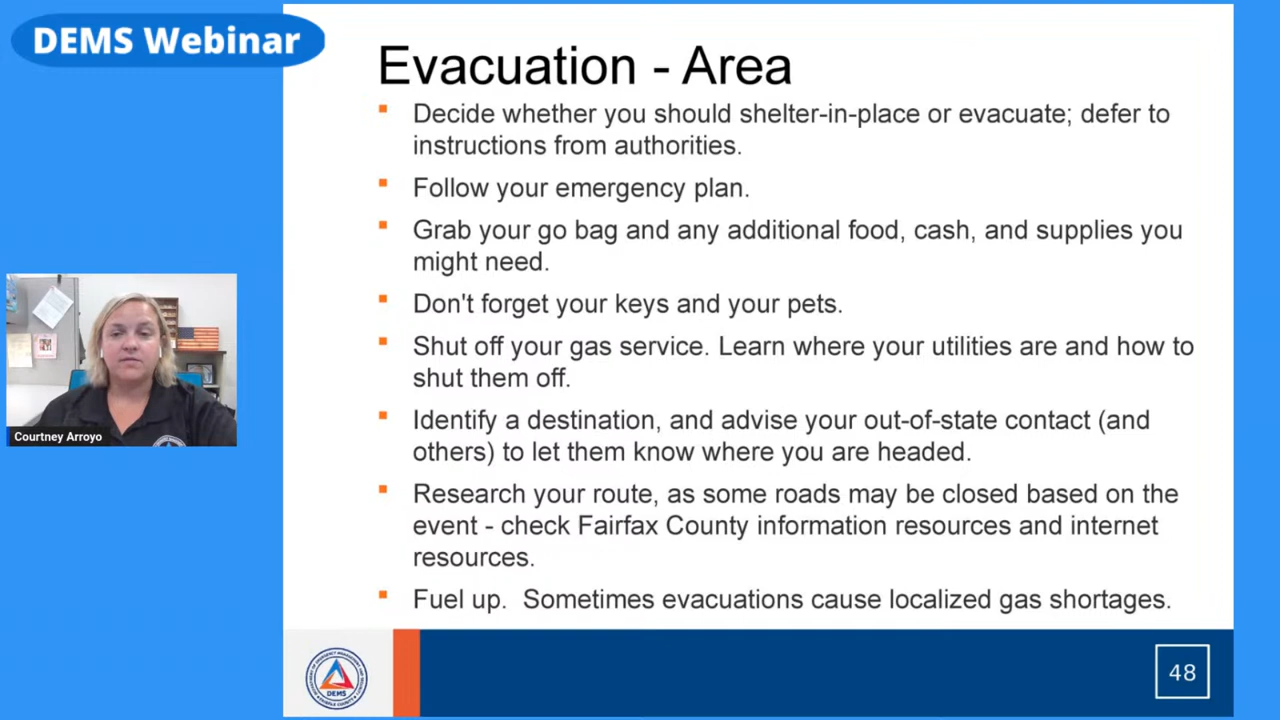 DEMS Webinar
Evacuation - Area
Decide whether you should shelter-in-place or evacuate; defer to
instructions from authorities.
Follow your emergency plan.
Grab your go bag and any additional food, cash, and supplies you
might need.
Don't forget your keys and your pets.
Shut off your gas service. Learn where your utilities are and how to
shut them off.
Identify a destination, and advise your out-of-state contact (and
others) to let them know where you are headed.
Research your route, as some roads may be closed based on the
event - check Fairfax County information resources and internet
resources.
Fuel up.  Sometimes evacuations cause localized gas shortages.
Courtney Arroyo
DEMS
48